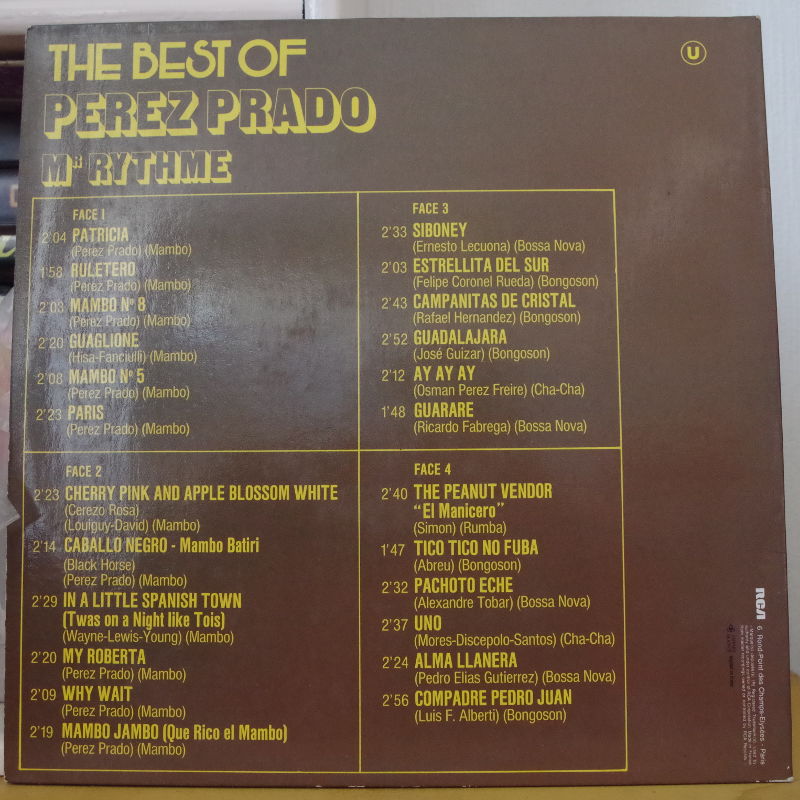 THE BEST OF
PEREZ PRADO
Mʀ RYTHME
U
FACE 1
2'04 PATRICIA
(Perez Prado) (Mambo)
1'58 RULETERO
(Perez Prado) (Mambo)
2'03 MAMBO Nº 8
(Perez Prado) (Mambo)
2'20 GUAGLIONE
(Hisa-Fanciulli) (Mambo)
2'08 MAMBO Nº 5
(Perez Prado) (Mambo)
2'23 PARIS
(Perez Prado) (Mambo)
FACE 2
2'23 CHERRY PINK AND APPLE BLOSSOM WHITE
(Cerezo Rosa)
(Louiguy-David) (Mambo)
2'14 CABALLO NEGRO - Mambo Batiri
(Black Horse)
(Perez Prado) (Mambo)
2'29 IN A LITTLE SPANISH TOWN
(Twas on a Night like Tois)
(Wayne-Lewis-Young) (Mambo)
2'20 MY ROBERTA
(Perez Prado) (Mambo)
2'09 WHY WAIT
(Perez Prado) (Mambo)
2'19 MAMBO JAMBO (Que Rico el Mambo)
(Perez Prado) (Mambo)
FACE 3
2'33 SIBONEY
(Ernesto Lecuona) (Bossa Nova)
2'03 ESTRELLITA DEL SUR
(Felipe Coronel Rueda) (Bongoson)
2'43 CAMPANITAS DE CRISTAL
(Rafael Hernandez) (Bongoson)
2'52 GUADALAJARA
(José Guizar) (Bongoson)
2'12 AY AY AY
(Osman Perez Freire) (Cha-Cha)
1'48 GUARARE
(Ricardo Fabrega) (Bossa Nova)
FACE 4
2'40 THE PEANUT VENDOR
"El Manicero"
(Simon) (Rumba)
1'47 TICO TICO NO FUBA
(Abreu) (Bongoson)
2'32 PACHOTO ECHE
(Alexandre Tobar) (Bossa Nova)
2'37 UNO
(Mores-Discepolo-Santos) (Cha-Cha)
2'24 ALMA LLANERA
(Pedro Elias Gutierrez) (Bossa Nova)
2'56 COMPADRE PEDRO JUAN
(Luis F. Alberti) (Bongoson)
RCA
6, Rond-Point des Champs-Elysées - Paris